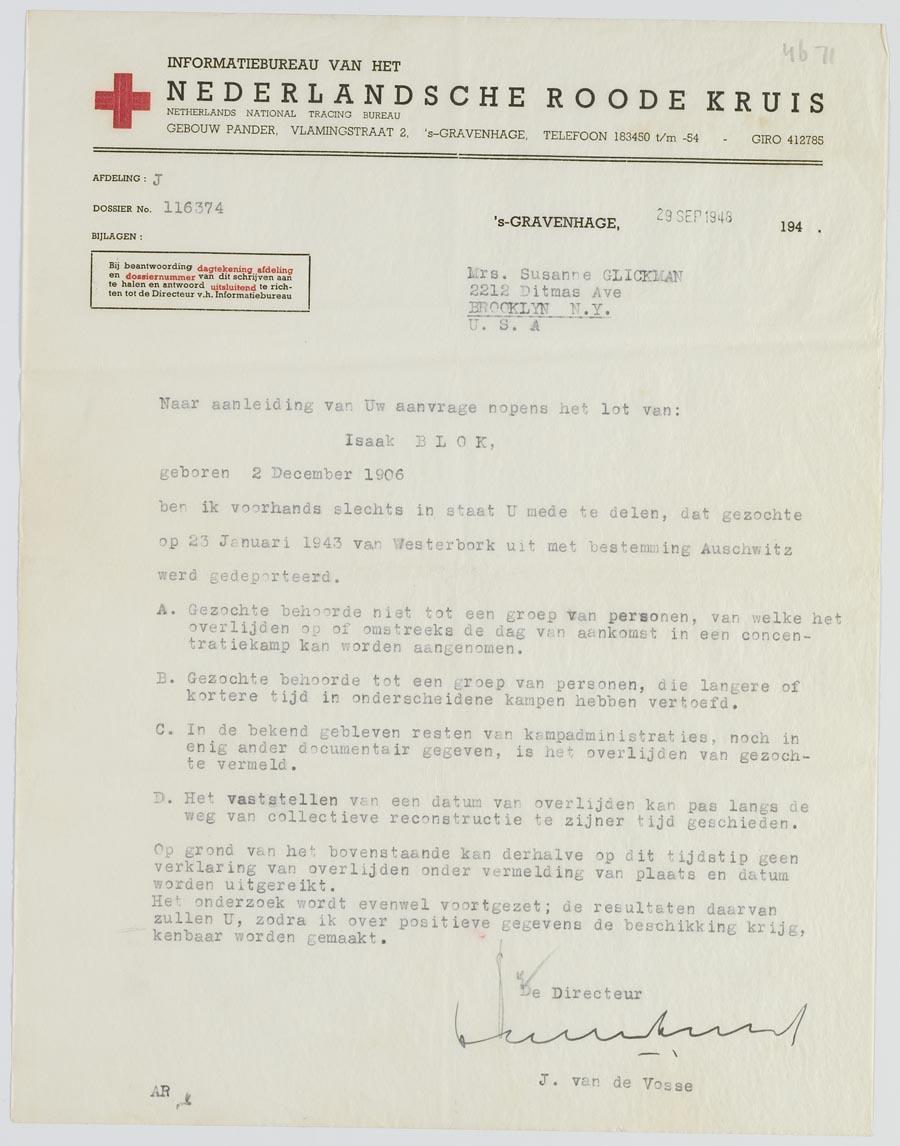 46 71
INFORMATIEBUREAU VAN HET
NEDERLANDSCHE ROODE KRUIS
NETHERLANDS NATIONAL TRACING BUREAU
GEBOUW PANDER, VLAMINGSTRAAT 2, 's-GRAVENHAGE, TELEFOON 183450 t/m -54 - GIRO 412785
AFDELING : J
DOSSIER No. 116374
BIJLAGEN :
's-GRAVENHAGE, 29 SEP 1948 194 .
Bij beantwoording dagtekening afdeling
en dossiernummer van dit schrijven aan
te halen en antwoord uitsluitend te rich-
ten tot de Directeur v.h. Informatiebureau
Mrs. Susanne GLICKMAN
2212 Ditmas Ave
BROOKLYN N.Y.
U. S. A
Naar aanleiding van Uw aanvrage nopens het lot van:
Isaak B L O K,
geboren 2 December 1906
ben ik voorhands slechts in staat U mede te delen, dat gezochte
op 23 Januari 1943 van Westerbork uit met bestemming Auschwitz
werd gedeporteerd.
A. Gezochte behoorde niet tot een groep van personen, van welke het
overlijden op of omstreeks de dag van aankomst in een concen-
tratiekamp kan worden aangenomen.
B. Gezochte behoorde tot een groep van personen, die langere of
kortere tijd in onderscheidene kampen hebben vertoefd.
C. In de bekend gebleven resten van kampadministraties, noch in
enig ander documentair gegeven, is het overlijden van gezoch-
te vermeld.
D. Het vaststellen van een datum van overlijden kan pas langs de
weg van collectieve reconstructie te zijner tijd geschieden.
Op grond van het bovenstaande kan derhalve op dit tijdstip geen
verklaring van overlijden onder vermelding van plaats en datum
worden uitgereikt.
Het onderzoek wordt evenwel voortgezet; de resultaten daarvan
zullen U, zodra ik over positieve gegevens de beschikking krijg,
kenbaar worden gemaakt.
De Directeur
J. van de Vosse
AR